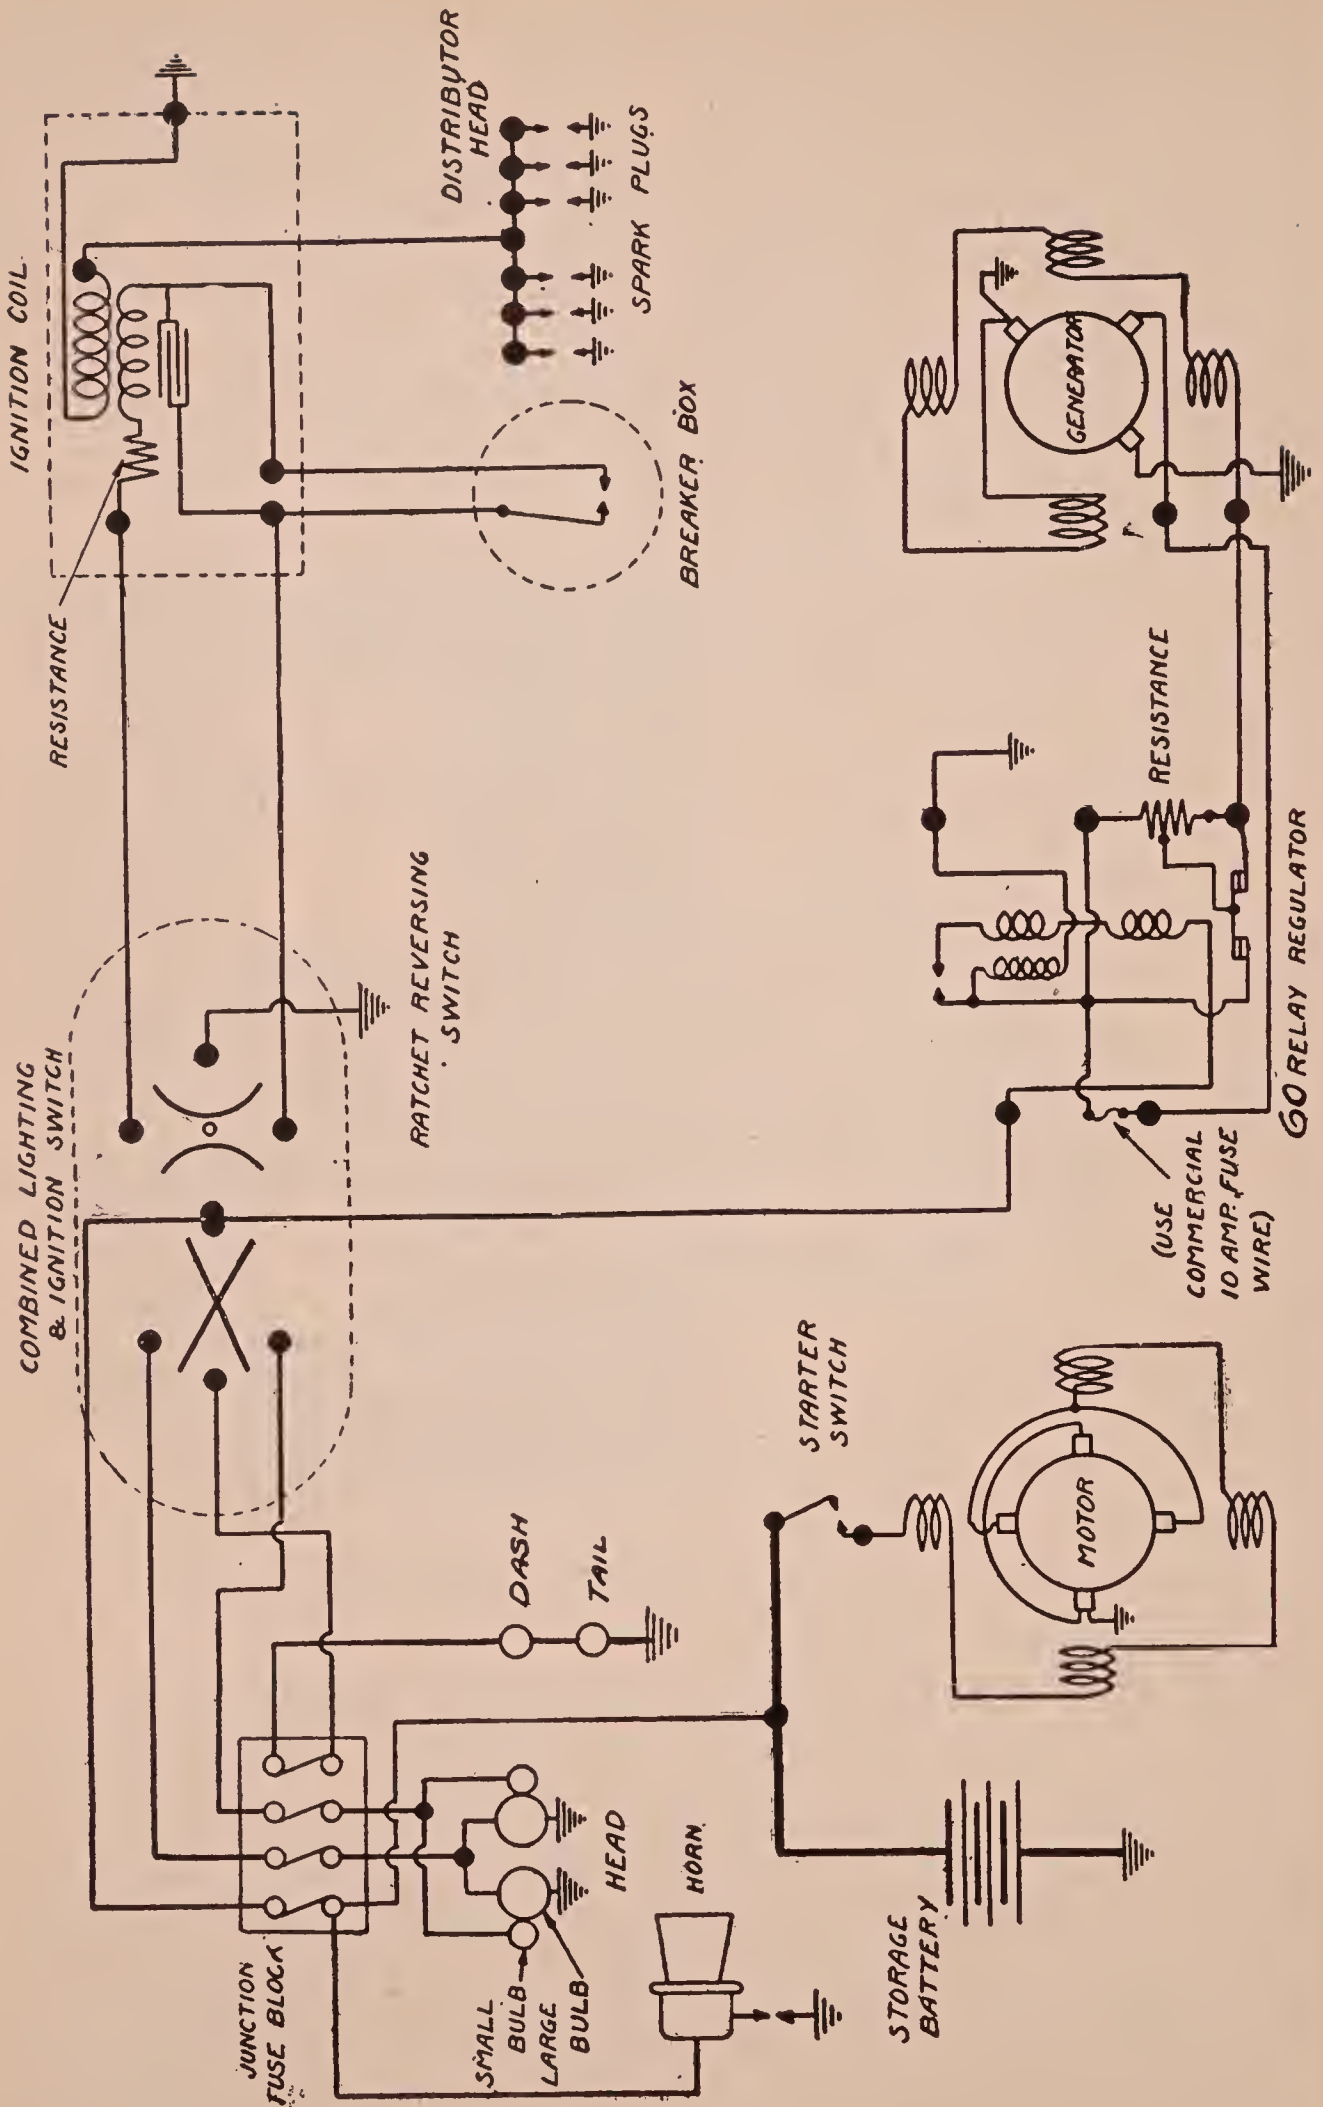 IGNITION COIL.
RESISTANCE
DISTRIBUTOR
HEAD
SPARK PLUGS
BREAKER BOX
COMBINED LIGHTING
& IGNITION SWITCH
RATCHET REVERSING
SWITCH
GENERATOR
RESISTANCE
60 RELAY REGULATOR
(USE
COMMERCIAL
10 AMP. FUSE
WIRE)
STARTER
SWITCH
MOTOR
DASH
TAIL
JUNCTION
FUSE BLOCK
SMALL
BULB
LARGE
BULB
HEAD
HORN
STORAGE
BATTERY